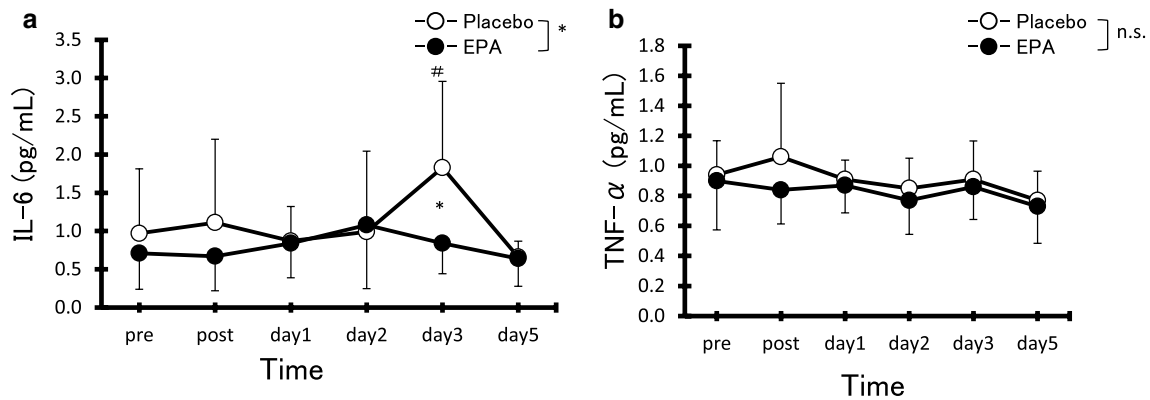 a
Placebo
EPA
*
#
*
3.5
3.0
2.5
2.0
1.5
1.0
0.5
0.0
IL-6 (pg/mL)
pre post day1 day2 day3 day5
Time
b
Placebo
EPA
n.s.
1.8
1.6
1.4
1.2
1.0
0.8
0.6
0.4
0.2
0.0
TNF-α (pg/mL)
pre post day1 day2 day3 day5
Time